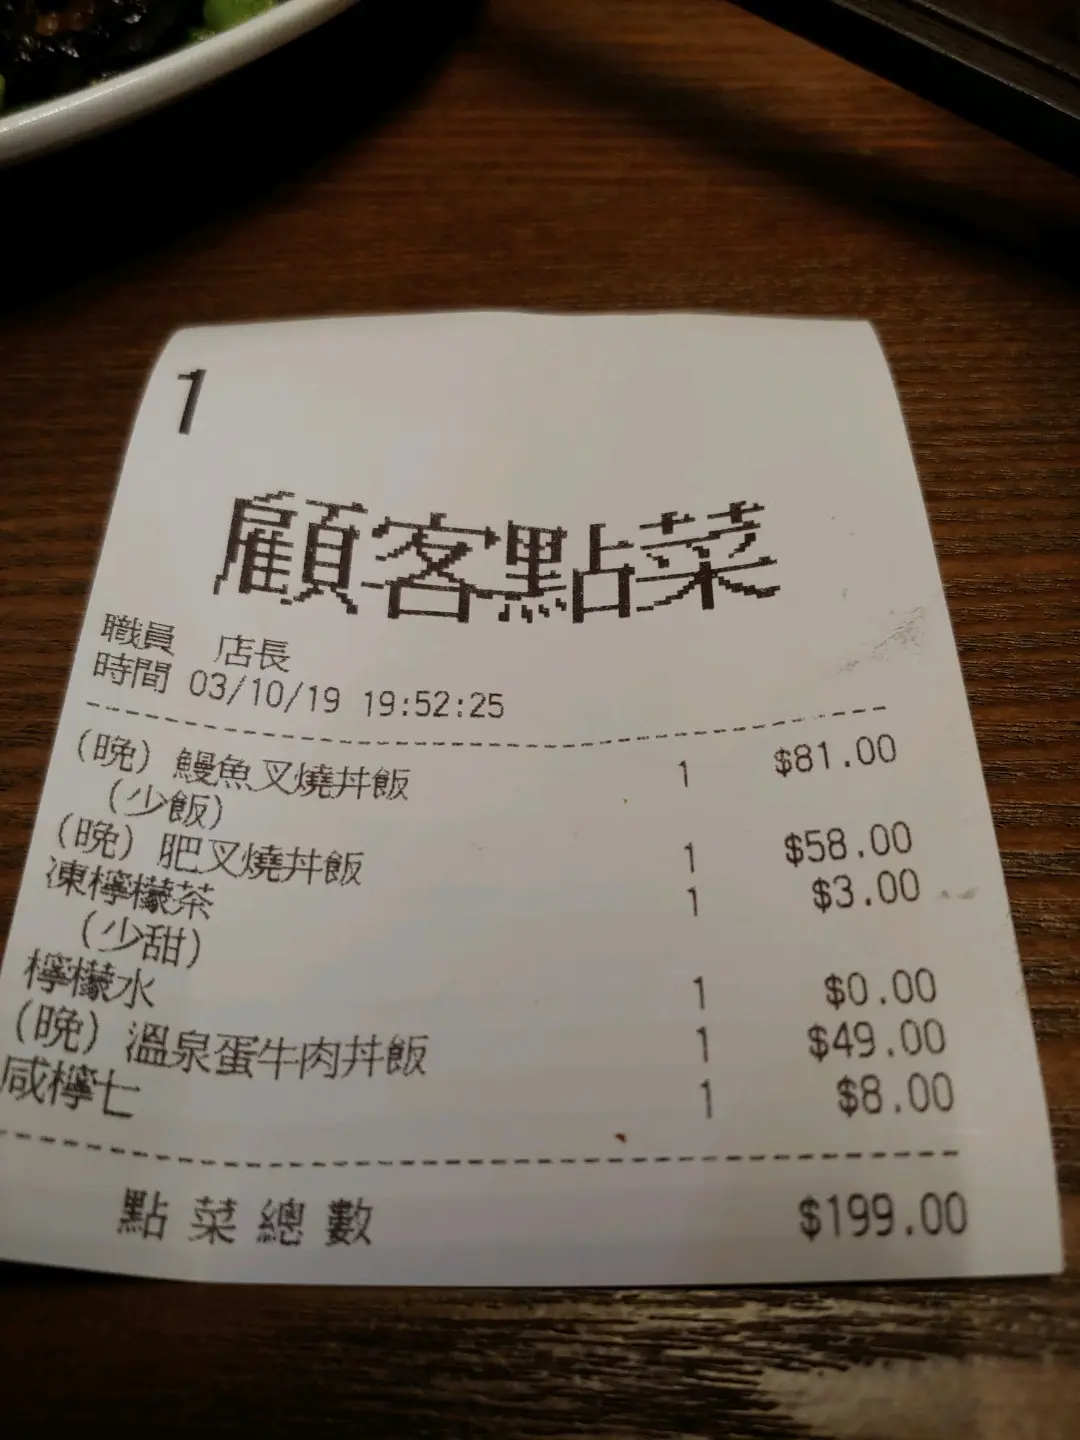 1
顧客點菜
職員 店長
時間 03/10/19 19:52:25
(晚) 鰻魚叉燒丼飯 1 $81.00
(少飯)
(晚) 肥叉燒丼飯 1 $58.00
凍檸檬茶 1 $3.00
(少甜)
檸檬水 1 $0.00
(晚) 溫泉蛋牛肉丼飯 1 $49.00
咸檸七 1 $8.00
點菜總數 $199.00